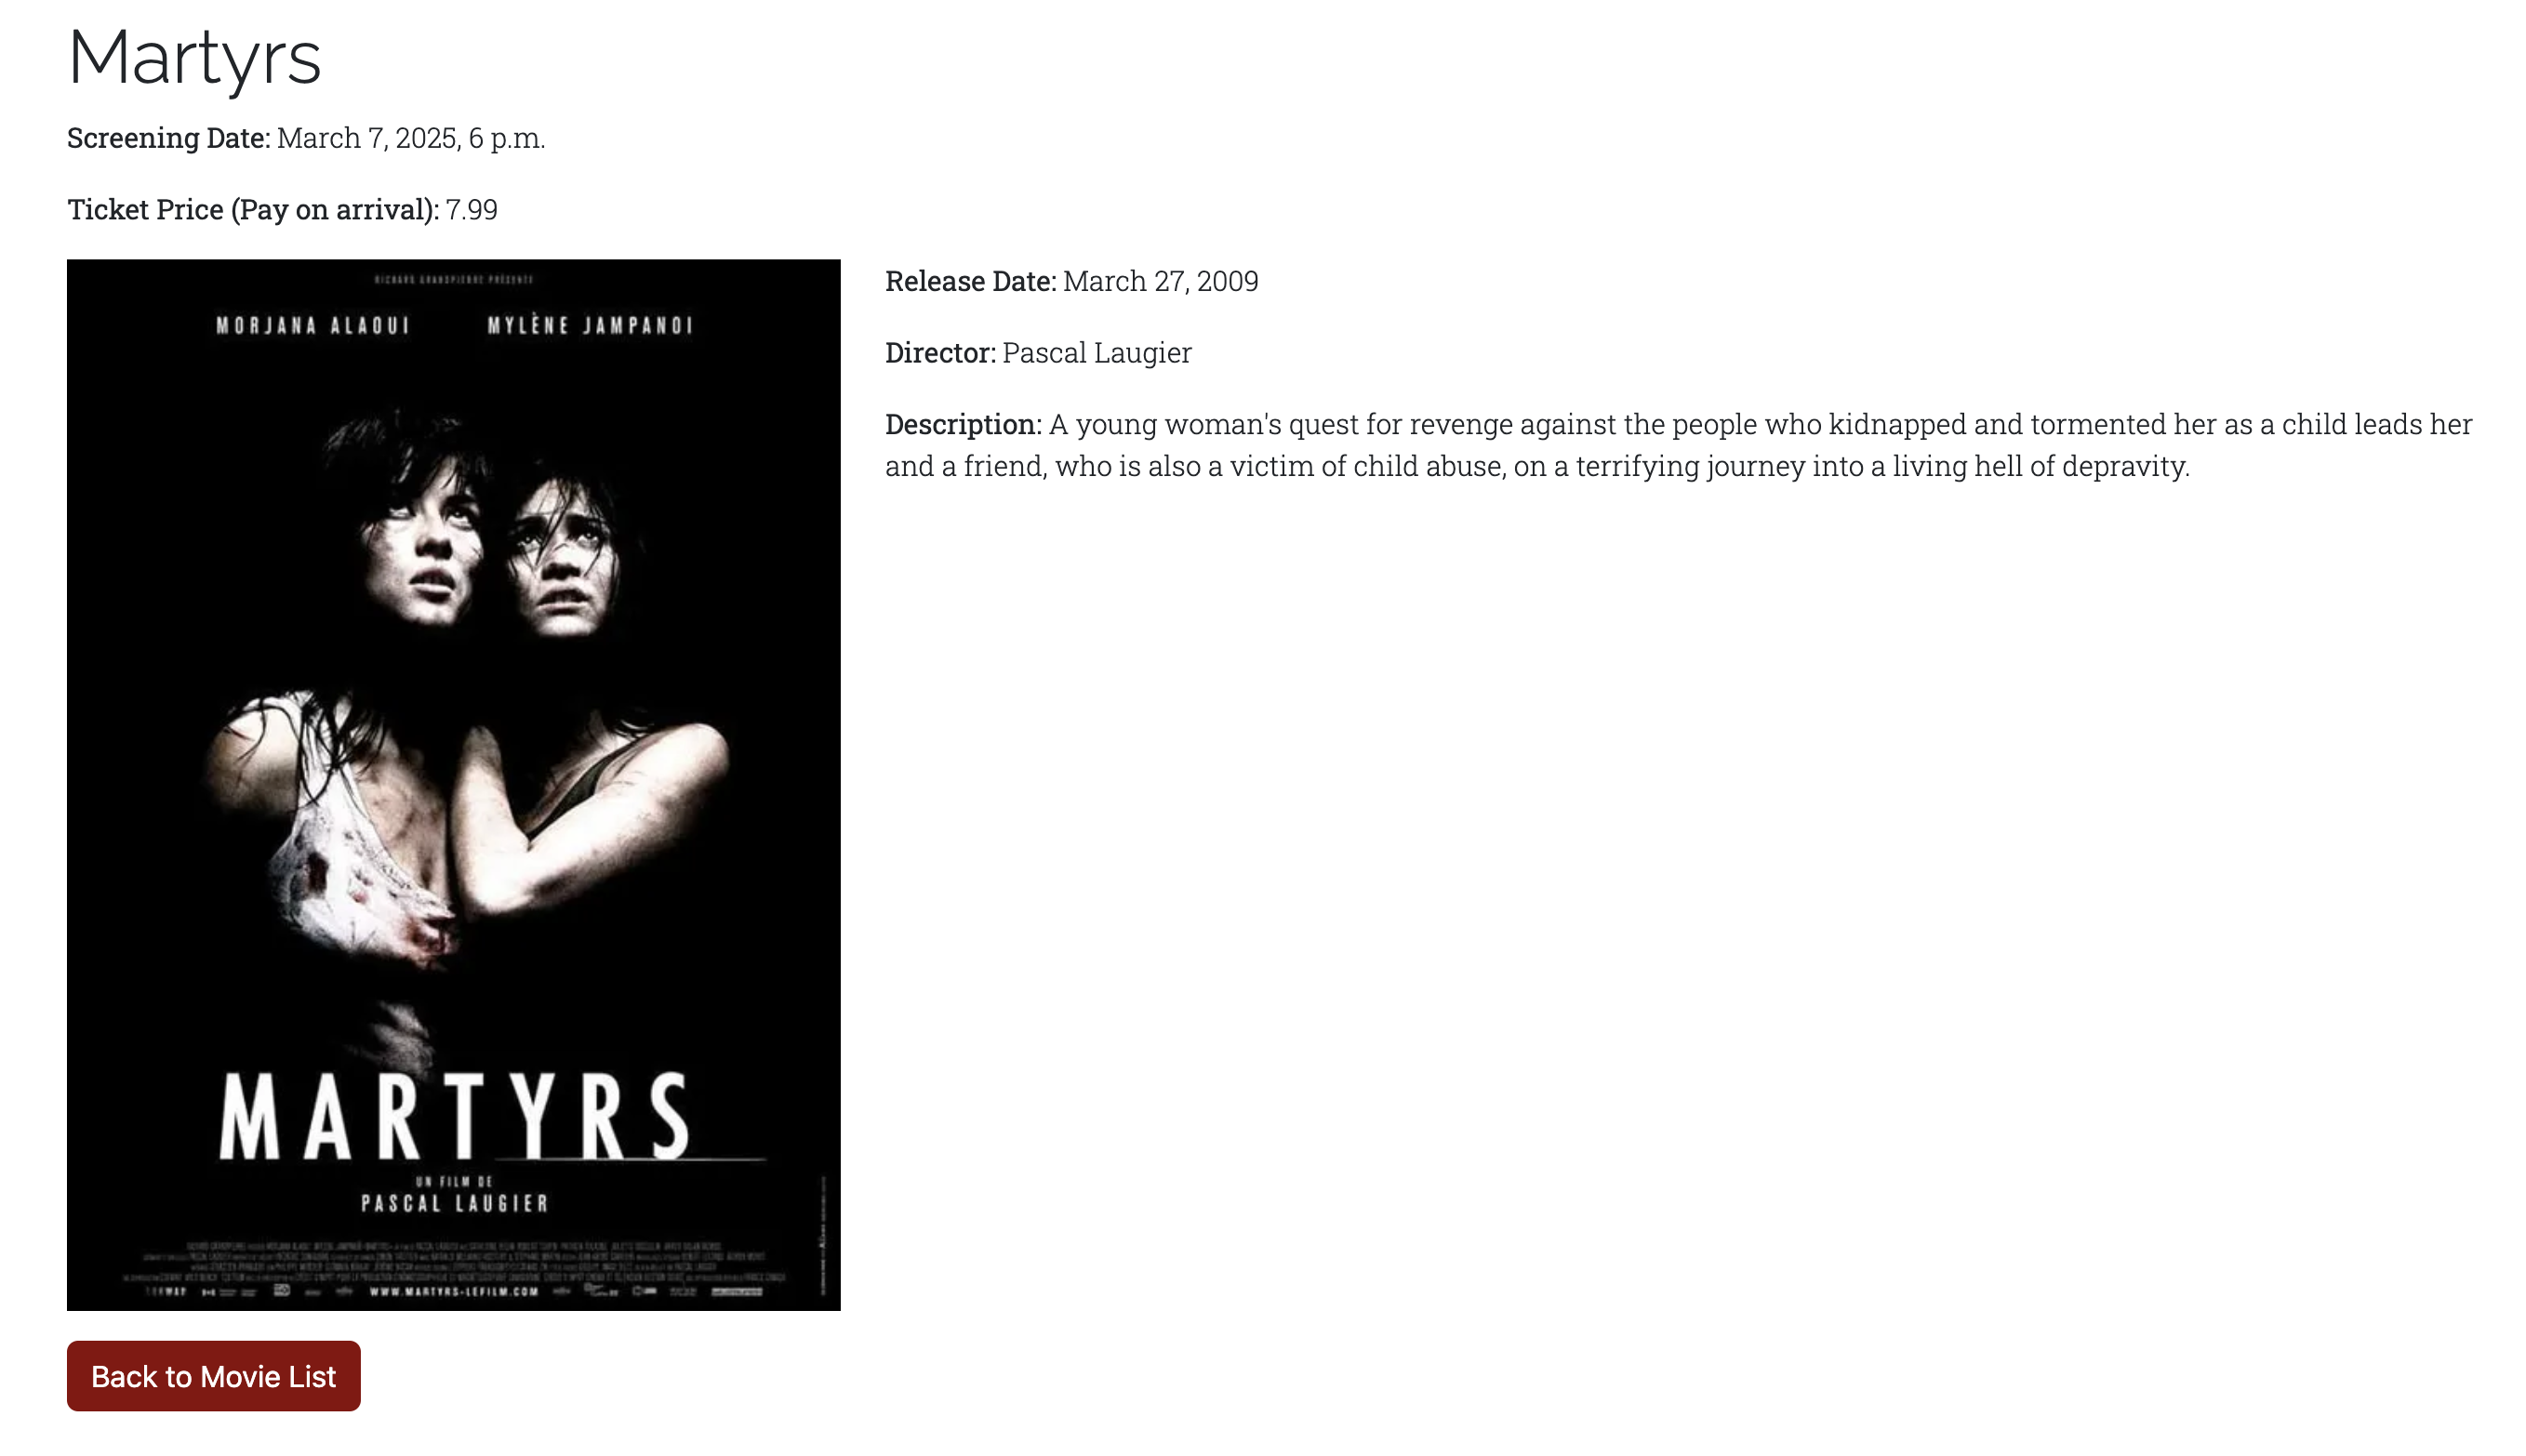 Martyrs
Screening Date: March 7, 2025, 6 p.m.
Ticket Price (Pay on arrival): 7.99
RICHARD GRANDPIERRE PRÉSENTE
MORJANA ALAOUI MYLÈNE JAMPANOI
MARTYRS
UN FILM DE
PASCAL LAUGIER
WWW.MARTYRS-LEFILM.COM
Release Date: March 27, 2009
Director: Pascal Laugier
Description: A young woman's quest for revenge against the people who kidnapped and tormented her as a child leads her
and a friend, who is also a victim of child abuse, on a terrifying journey into a living hell of depravity.
Back to Movie List